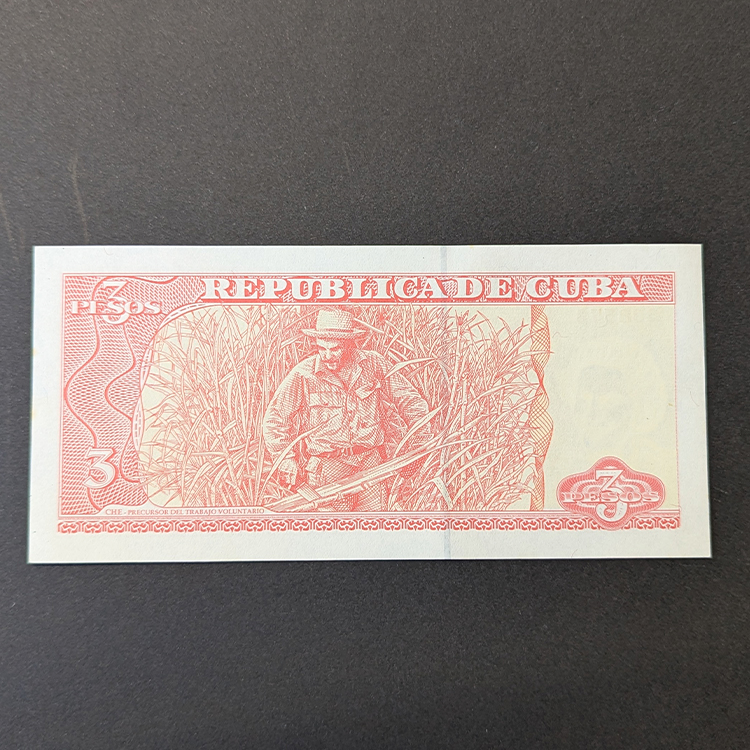 REPUBLICA DE CUBA
3
PESOS
3
CHE - PRECURSOR DEL TRABAJO VOLUNTARIO
3
PESOS